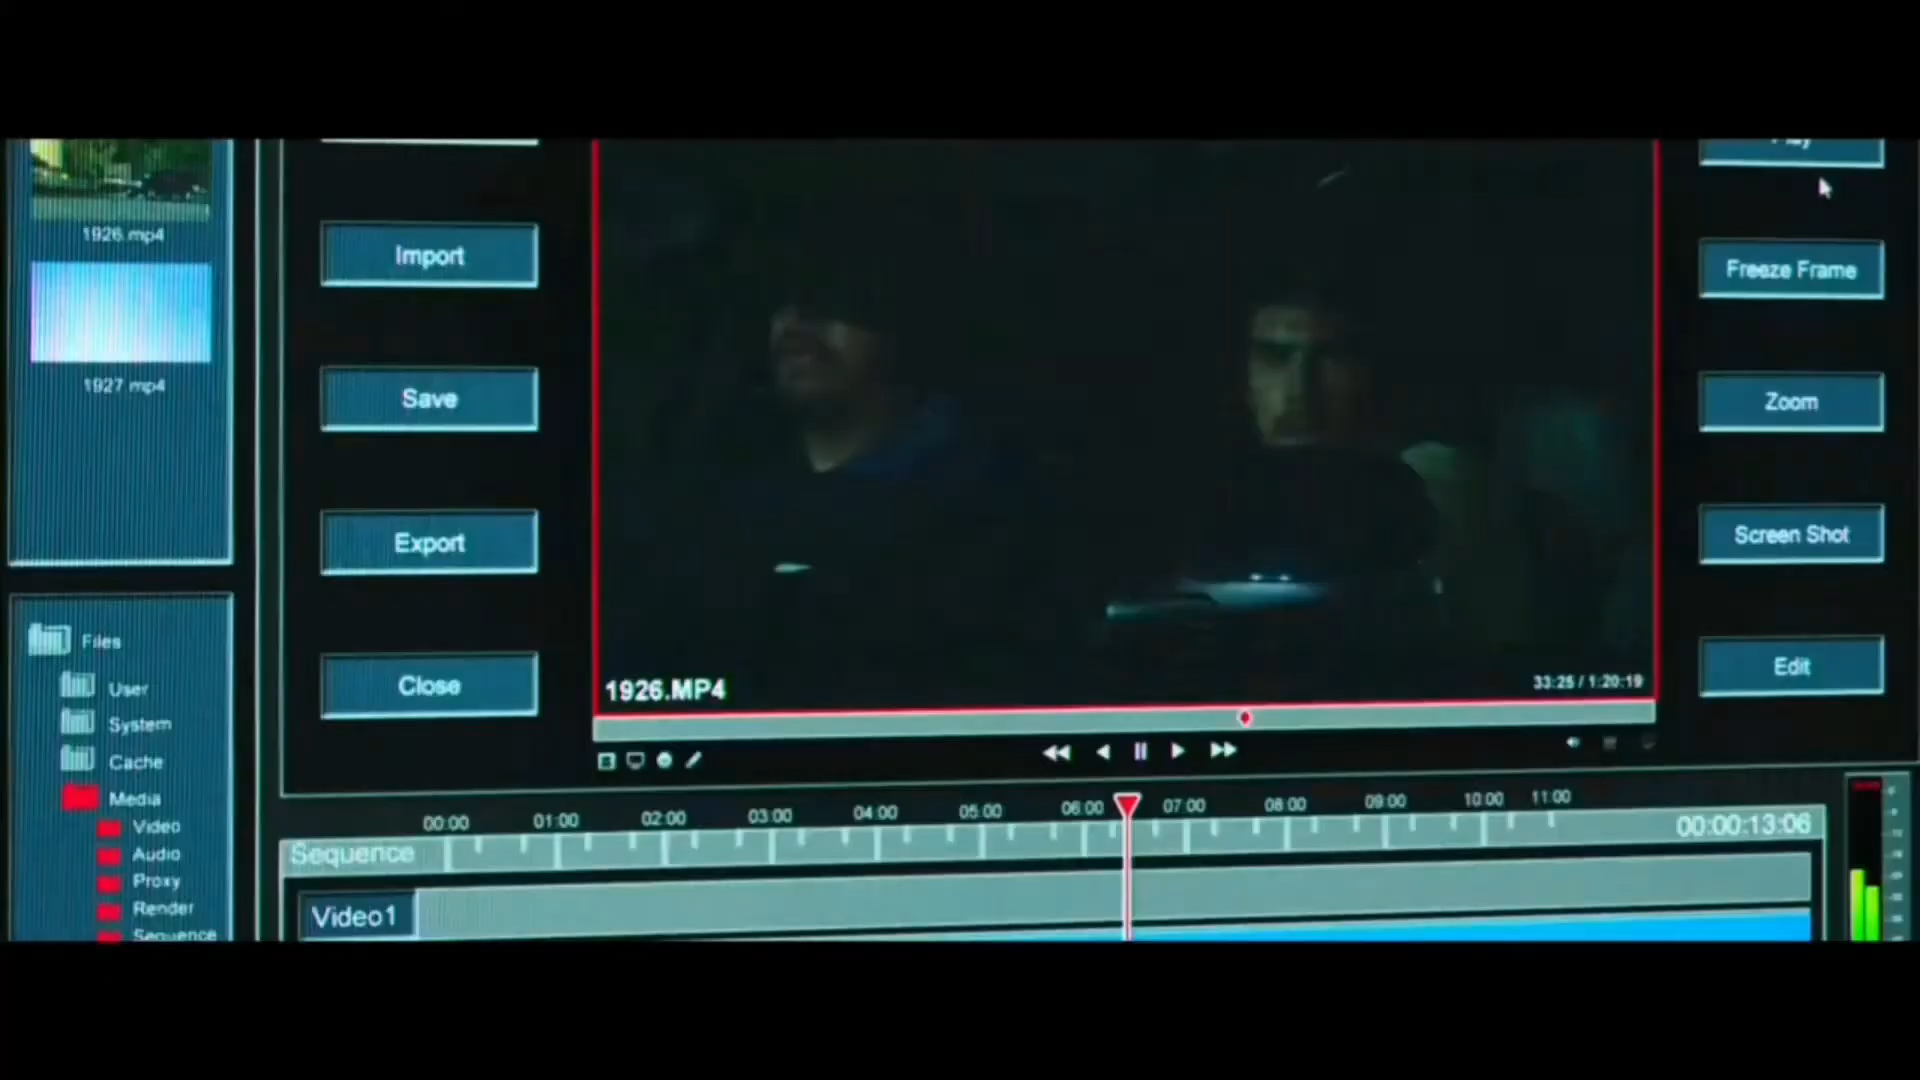 1926.mp4
1927 mp4
Files
User
System
Cache
Media
Video
Audio
Proxy
Render
Sequence
Import
Save
Export
Close
1926.MP4
33:25 / 1:20:19
Play
Freeze Frame
Zoom
Screen Shot
Edit
00:00 01:00 02:00 03:00 04:00 05:00 06:00 07:00 08:00 09:00 10:00 11:00
Sequence
00:00:13:06
Video1